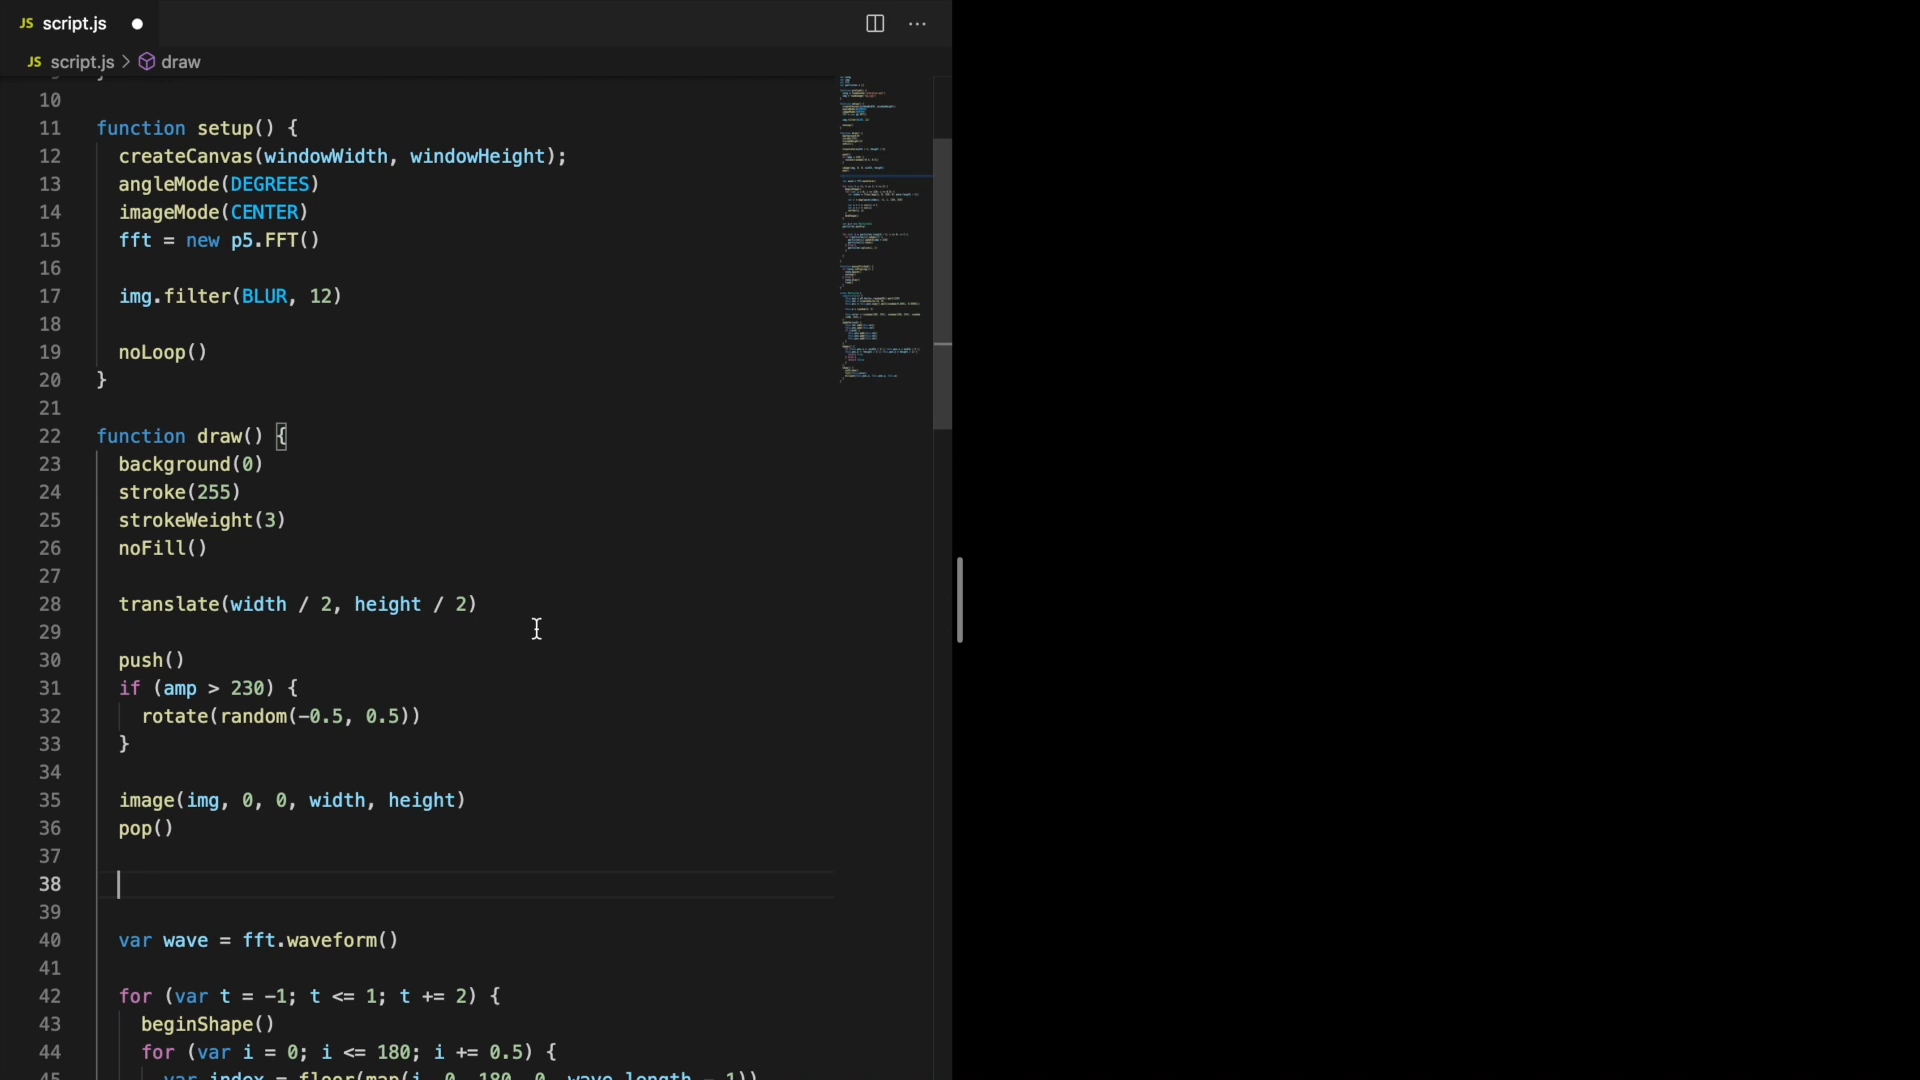 JS script.js
JS script.js > draw
10
11 function setup() {
12 createCanvas(windowWidth, windowHeight);
13 angleMode(DEGREES)
14 imageMode(CENTER)
15 fft = new p5.FFT()
16
17 img.filter(BLUR, 12)
18
19 noLoop()
20 }
21
22 function draw() {
23 background(0)
24 stroke(255)
25 strokeWeight(3)
26 noFill()
27
28 translate(width / 2, height / 2)
29
30 push()
31 if (amp > 230) {
32 rotate(random(-0.5, 0.5))
33 }
34
35 image(img, 0, 0, width, height)
36 pop()
37
38
39
40 var wave = fft.waveform()
41
42 for (var t = -1; t <= 1; t += 2) {
43 beginShape()
44 for (var i = 0; i <= 180; i += 0.5) {
45 var index = floor(map(i, 0, 180, 0, wave.length - 1))